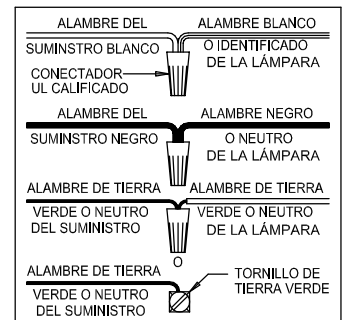 ALAMBRE DEL
ALAMBRE BLANCO
SUMINSTRO BLANCO
O IDENTIFICADO
DE LA LÁMPARA
CONECTADOR
UL CALIFICADO
ALAMBRE DEL
ALAMBRE NEGRO
SUMINSTRO NEGRO
O NEUTRO
DE LA LÁMPARA
ALAMBRE DE TIERRA
ALAMBRE DE TIERRA
VERDE O NEUTRO
DEL SUMINISTRO
VERDE O NEUTRO
DE LA LÁMPARA
O
ALAMBRE DE TIERRA
VERDE O NEUTRO
DEL SUMINISTRO
TORNILLO DE
TIERRA VERDE